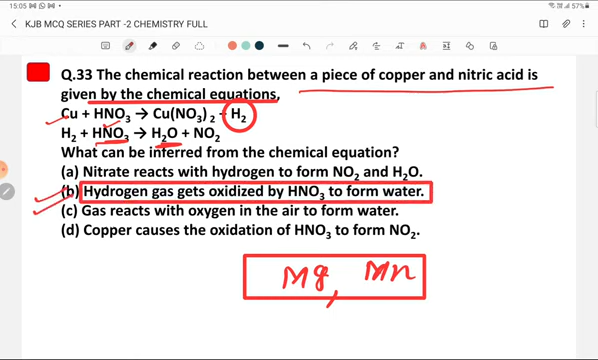 15:05
57%
KJB MCQ SERIES PART -2 CHEMISTRY FULL
Q.33 The chemical reaction between a piece of copper and nitric acid is
given by the chemical equations,
Cu + HNO₃ → Cu(NO₃)₂ + H₂
H₂ + HNO₃ → H₂O + NO₂
What can be inferred from the chemical equation?
(a) Nitrate reacts with hydrogen to form NO₂ and H₂O.
(b) Hydrogen gas gets oxidized by HNO₃ to form water.
(c) Gas reacts with oxygen in the air to form water.
(d) Copper causes the oxidation of HNO₃ to form NO₂.
Mg, Mn